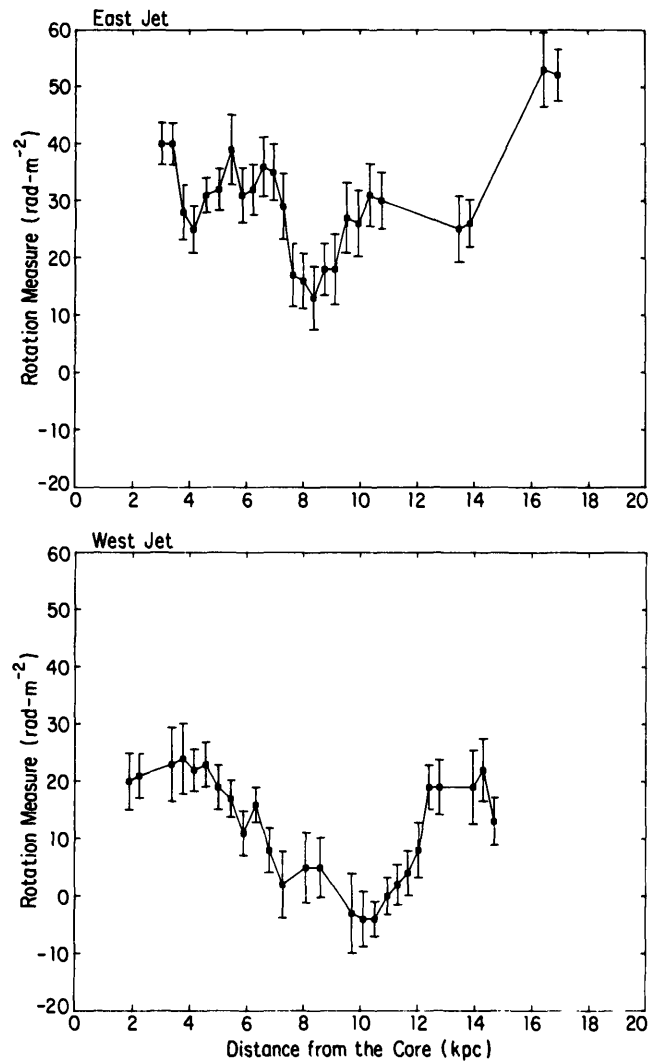 East Jet
60
50
40
30
20
10
0
-10
-20
Rotation Measure (rad-m⁻²)
0 2 4 6 8 10 12 14 16 18 20
West Jet
60
50
40
30
20
10
0
-10
-20
Rotation Measure (rad-m⁻²)
0 2 4 6 8 10 12 14 16 18 20
Distance from the Core (kpc)